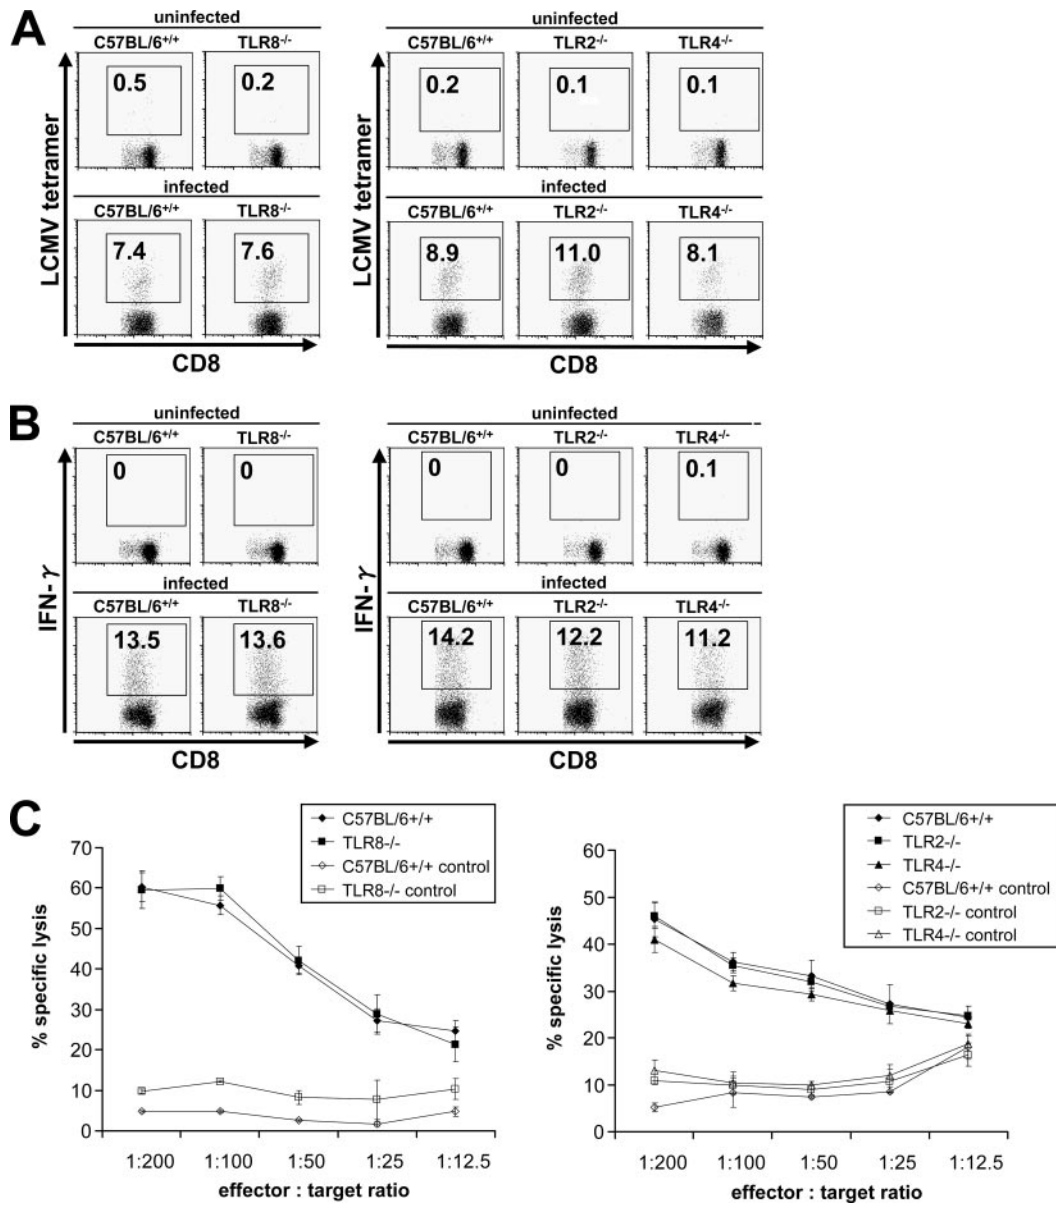 A
uninfected
C57BL/6+/+ TLR8-/-
0.5 0.2
infected
C57BL/6+/+ TLR8-/-
7.4 7.6
LCMV tetramer
CD8
uninfected
C57BL/6+/+ TLR2-/- TLR4-/-
0.2 0.1 0.1
infected
C57BL/6+/+ TLR2-/- TLR4-/-
8.9 11.0 8.1
LCMV tetramer
CD8
B
uninfected
C57BL/6+/+ TLR8-/-
0 0
infected
C57BL/6+/+ TLR8-/-
13.5 13.6
IFN-γ
CD8
uninfected
C57BL/6+/+ TLR2-/- TLR4-/-
0 0 0.1
infected
C57BL/6+/+ TLR2-/- TLR4-/-
14.2 12.2 11.2
IFN-γ
CD8
C
C57BL/6+/+
TLR8-/-
C57BL/6+/+ control
TLR8-/- control
70
60
50
40
30
20
10
0
% specific lysis
1:200 1:100 1:50 1:25 1:12.5
effector : target ratio
C57BL/6+/+
TLR2-/-
TLR4-/-
C57BL/6+/+ control
TLR2-/- control
TLR4-/- control
60
50
40
30
20
10
0
% specific lysis
1:200 1:100 1:50 1:25 1:12.5
effector : target ratio